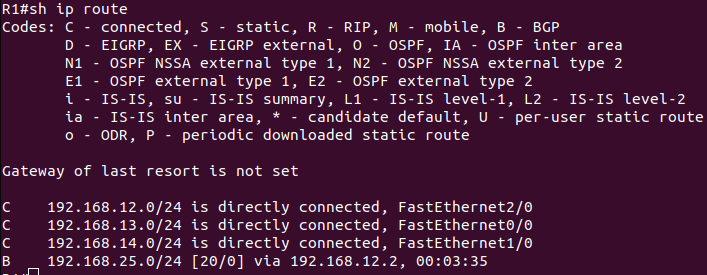 R1#sh ip route
Codes: C - connected, S - static, R - RIP, M - mobile, B - BGP
D - EIGRP, EX - EIGRP external, O - OSPF, IA - OSPF inter area
N1 - OSPF NSSA external type 1, N2 - OSPF NSSA external type 2
E1 - OSPF external type 1, E2 - OSPF external type 2
i - IS-IS, su - IS-IS summary, L1 - IS-IS level-1, L2 - IS-IS level-2
ia - IS-IS inter area, * - candidate default, U - per-user static route
o - ODR, P - periodic downloaded static route
Gateway of last resort is not set
C 192.168.12.0/24 is directly connected, FastEthernet2/0
C 192.168.13.0/24 is directly connected, FastEthernet0/0
C 192.168.14.0/24 is directly connected, FastEthernet1/0
B 192.168.25.0/24 [20/0] via 192.168.12.2, 00:03:35